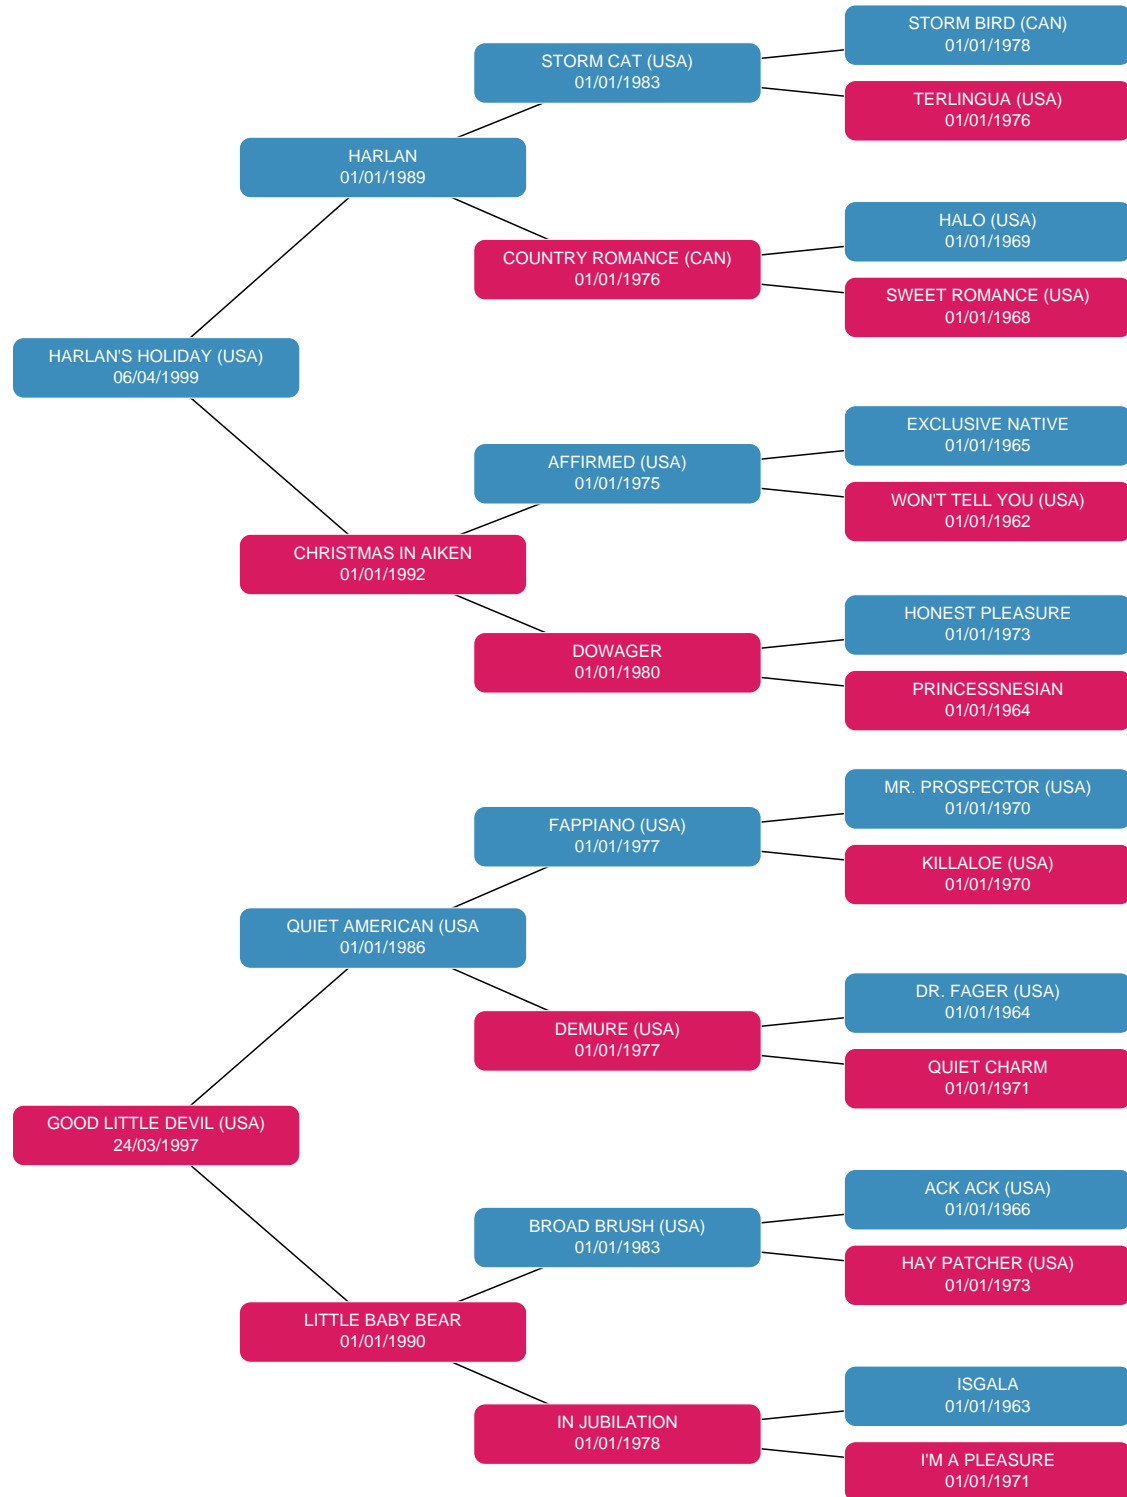 STORM BIRD (CAN)
01/01/1978
STORM CAT (USA)
01/01/1983
TERLINGUA (USA)
01/01/1976
HARLAN
01/01/1989
HALO (USA)
01/01/1969
COUNTRY ROMANCE (CAN)
01/01/1976
SWEET ROMANCE (USA)
01/01/1968
HARLAN'S HOLIDAY (USA)
06/04/1999
EXCLUSIVE NATIVE
01/01/1965
AFFIRMED (USA)
01/01/1975
WON'T TELL YOU (USA)
01/01/1962
CHRISTMAS IN AIKEN
01/01/1992
HONEST PLEASURE
01/01/1973
DOWAGER
01/01/1980
PRINCESSNESIAN
01/01/1964
MR. PROSPECTOR (USA)
01/01/1970
FAPPIANO (USA)
01/01/1977
KILLALOE (USA)
01/01/1970
QUIET AMERICAN (USA
01/01/1986
DR. FAGER (USA)
01/01/1964
DEMURE (USA)
01/01/1977
QUIET CHARM
01/01/1971
GOOD LITTLE DEVIL (USA)
24/03/1997
ACK ACK (USA)
01/01/1966
BROAD BRUSH (USA)
01/01/1983
HAY PATCHER (USA)
01/01/1973
LITTLE BABY BEAR
01/01/1990
ISGALA
01/01/1963
IN JUBILATION
01/01/1978
I'M A PLEASURE
01/01/1971